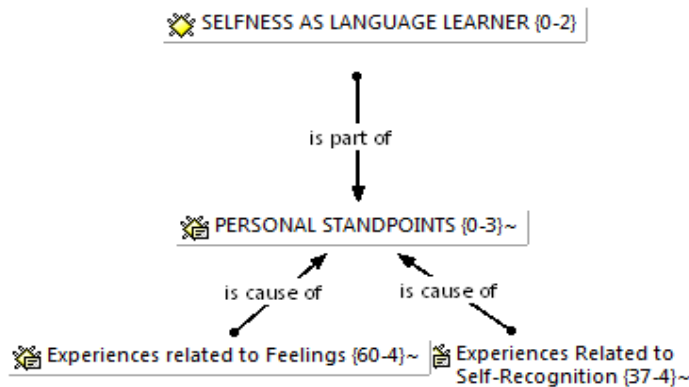 SELFNESS AS LANGUAGE LEARNER {0-2}
is part of
PERSONAL STANDPOINTS {0-3}~
is cause of
is cause of
Experiences related to Feelings {60-4}~
Experiences Related to
Self-Recognition {37-4}~